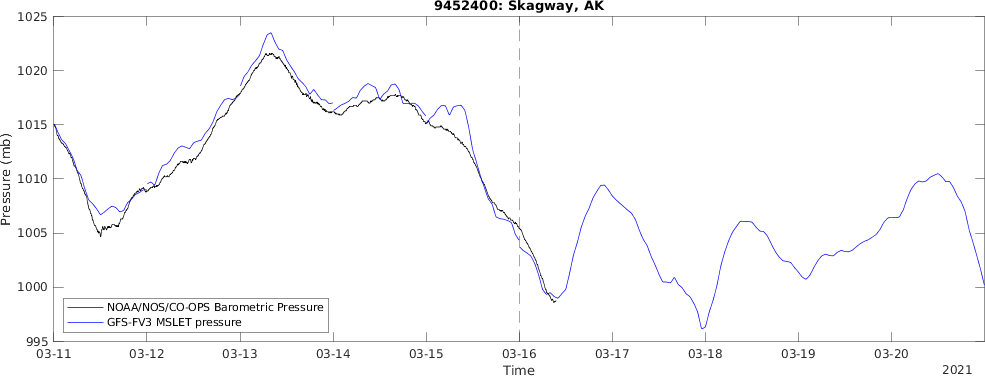 9452400: Skagway, AK
1025
1020
1015
1010
1005
1000
995
Pressure (mb)
NOAA/NOS/CO-OPS Barometric Pressure
GFS-FV3 MSLET pressure
03-11 03-12 03-13 03-14 03-15 03-16 03-17 03-18 03-19 03-20
Time
2021